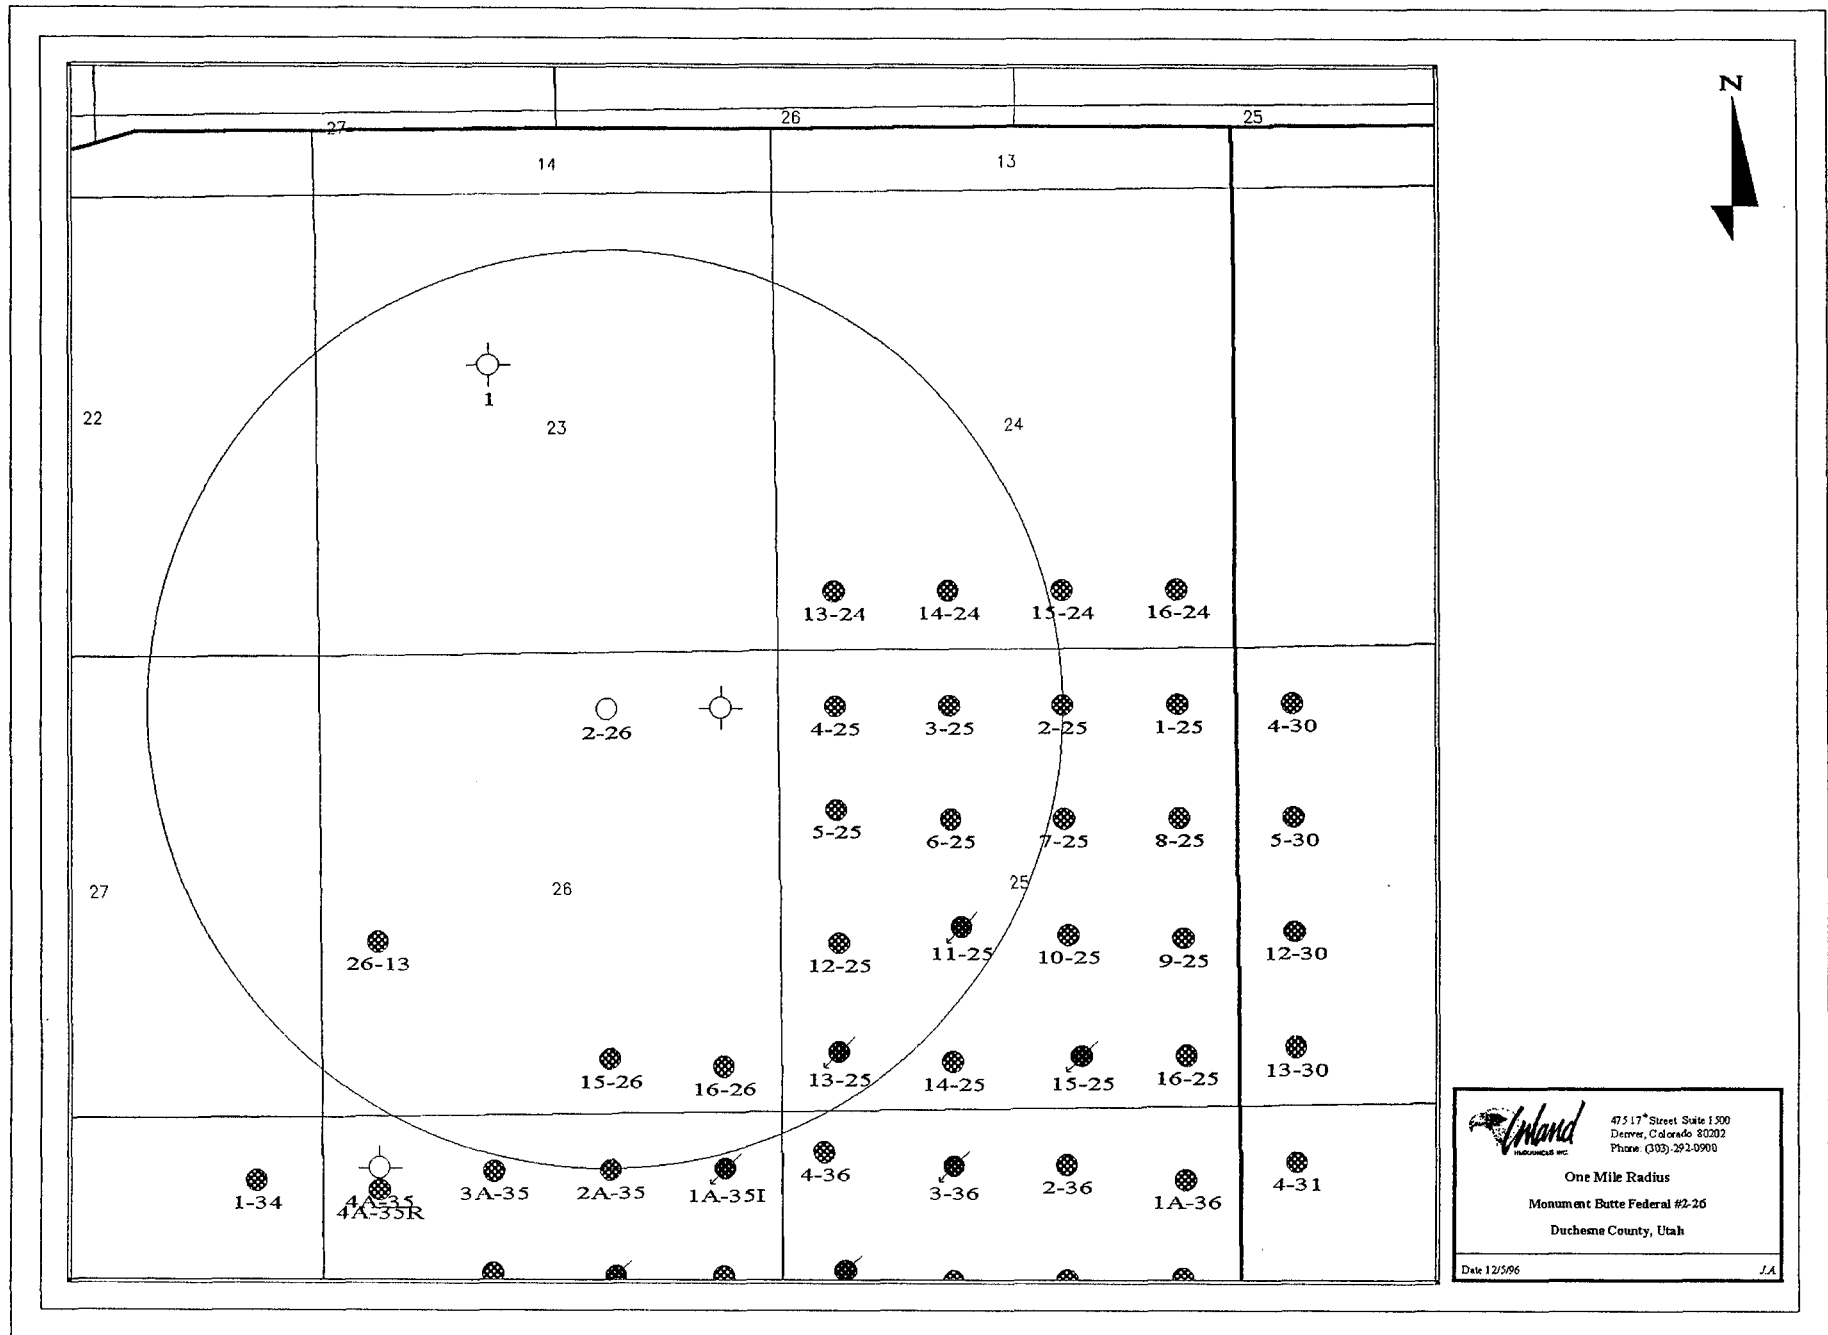 N
27
26
25
14
13
1
22
23
24
13-24
14-24
15-24
16-24
2-26
4-25
3-25
2-25
1-25
4-30
5-25
6-25
7-25
8-25
5-30
27
26
25
26-13
12-25
11-25
10-25
9-25
12-30
15-26
16-26
13-25
14-25
15-25
16-25
13-30
1-34
4A-35
4A-35R
3A-35
2A-35
1A-35I
4-36
3-36
2-36
1A-36
4-31
Inland
RESOURCES INC.
475 17th Street Suite 1500
Denver, Colorado 80202
Phone: (303)-292-0900
One Mile Radius
Monument Butte Federal #2-26
Duchesne County, Utah
Date 12/5/96
J.A.